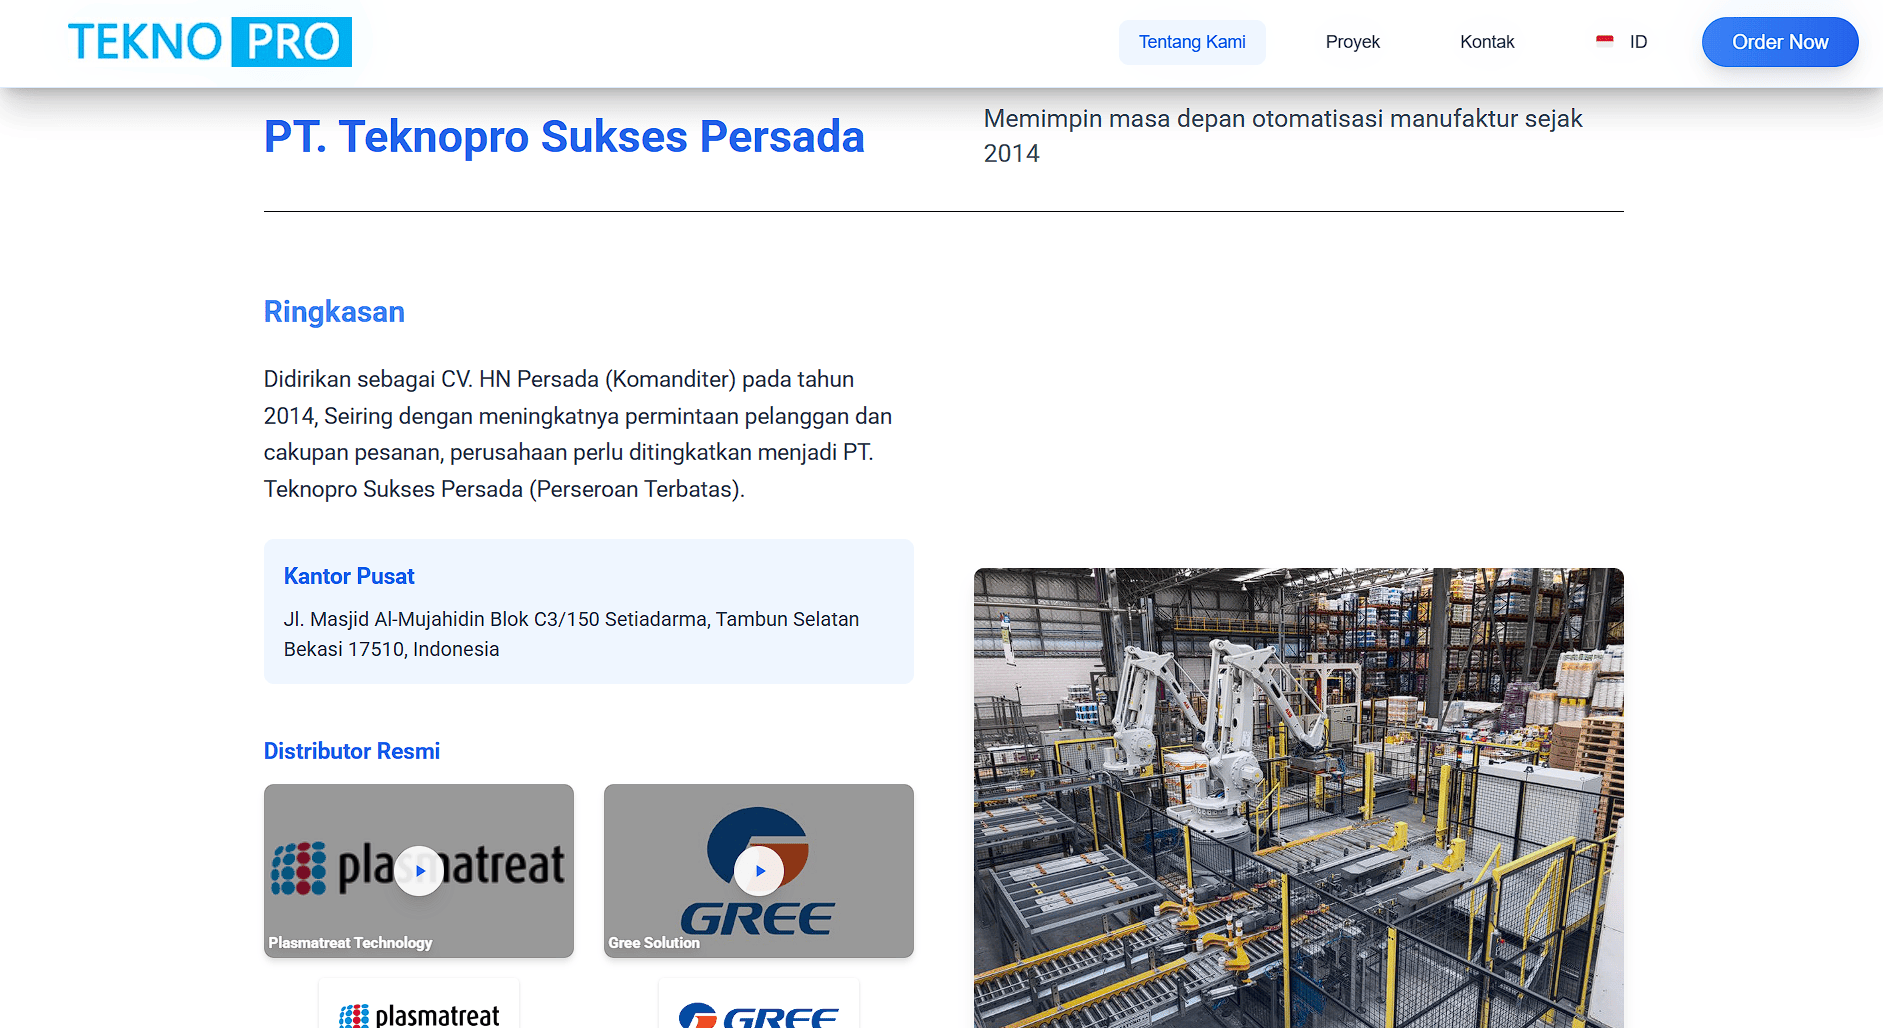 TEKNO PRO
Tentang Kami
Proyek
Kontak
ID
Order Now
PT. Teknopro Sukses Persada
Memimpin masa depan otomatisasi manufaktur sejak
2014
Ringkasan
Didirikan sebagai CV. HN Persada (Komanditer) pada tahun
2014, Seiring dengan meningkatnya permintaan pelanggan dan
cakupan pesanan, perusahaan perlu ditingkatkan menjadi PT.
Teknopro Sukses Persada (Perseroan Terbatas).
Kantor Pusat
Jl. Masjid Al-Mujahidin Blok C3/150 Setiadarma, Tambun Selatan
Bekasi 17510, Indonesia
Distributor Resmi
plasmatreat
Plasmatreat Technology
GREE
Gree Solution
plasmatreat
GREE